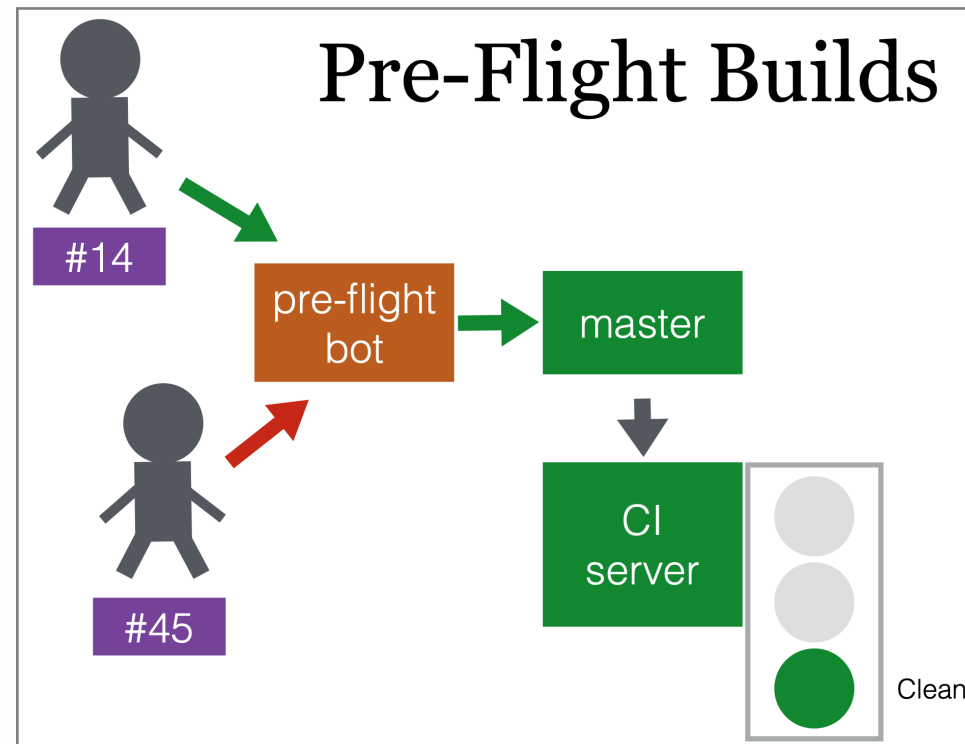 Pre-Flight Builds
#14
pre-flight
bot
master
#45
CI
server
Clean